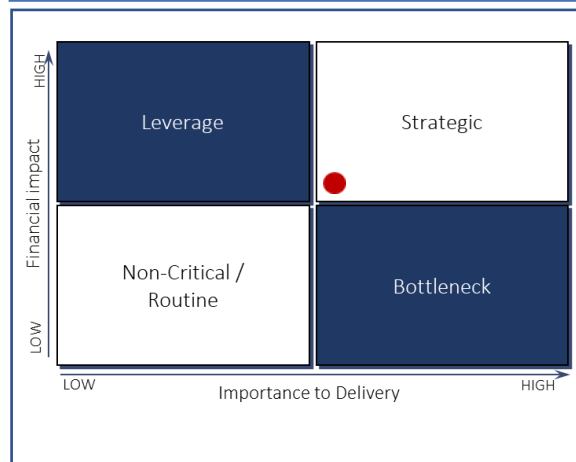 HIGH
Leverage
Strategic
Financial impact
Non-Critical /
Routine
Bottleneck
LOW
LOW
Importance to Delivery
HIGH